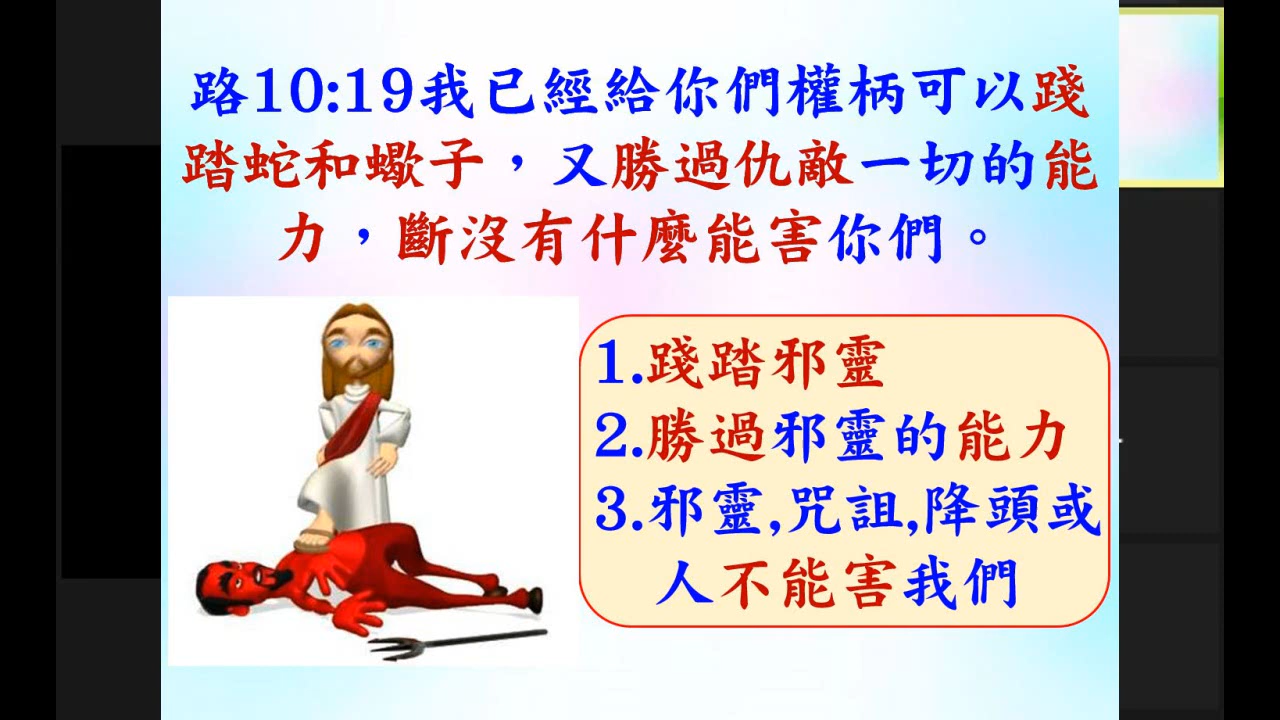 路10:19我已經給你們權柄可以踐
踏蛇和蠍子，又勝過仇敵一切的能
力，斷沒有什麼能害你們。
1.踐踏邪靈
2.勝過邪靈的能力
3.邪靈,咒詛,降頭或
人不能害我們